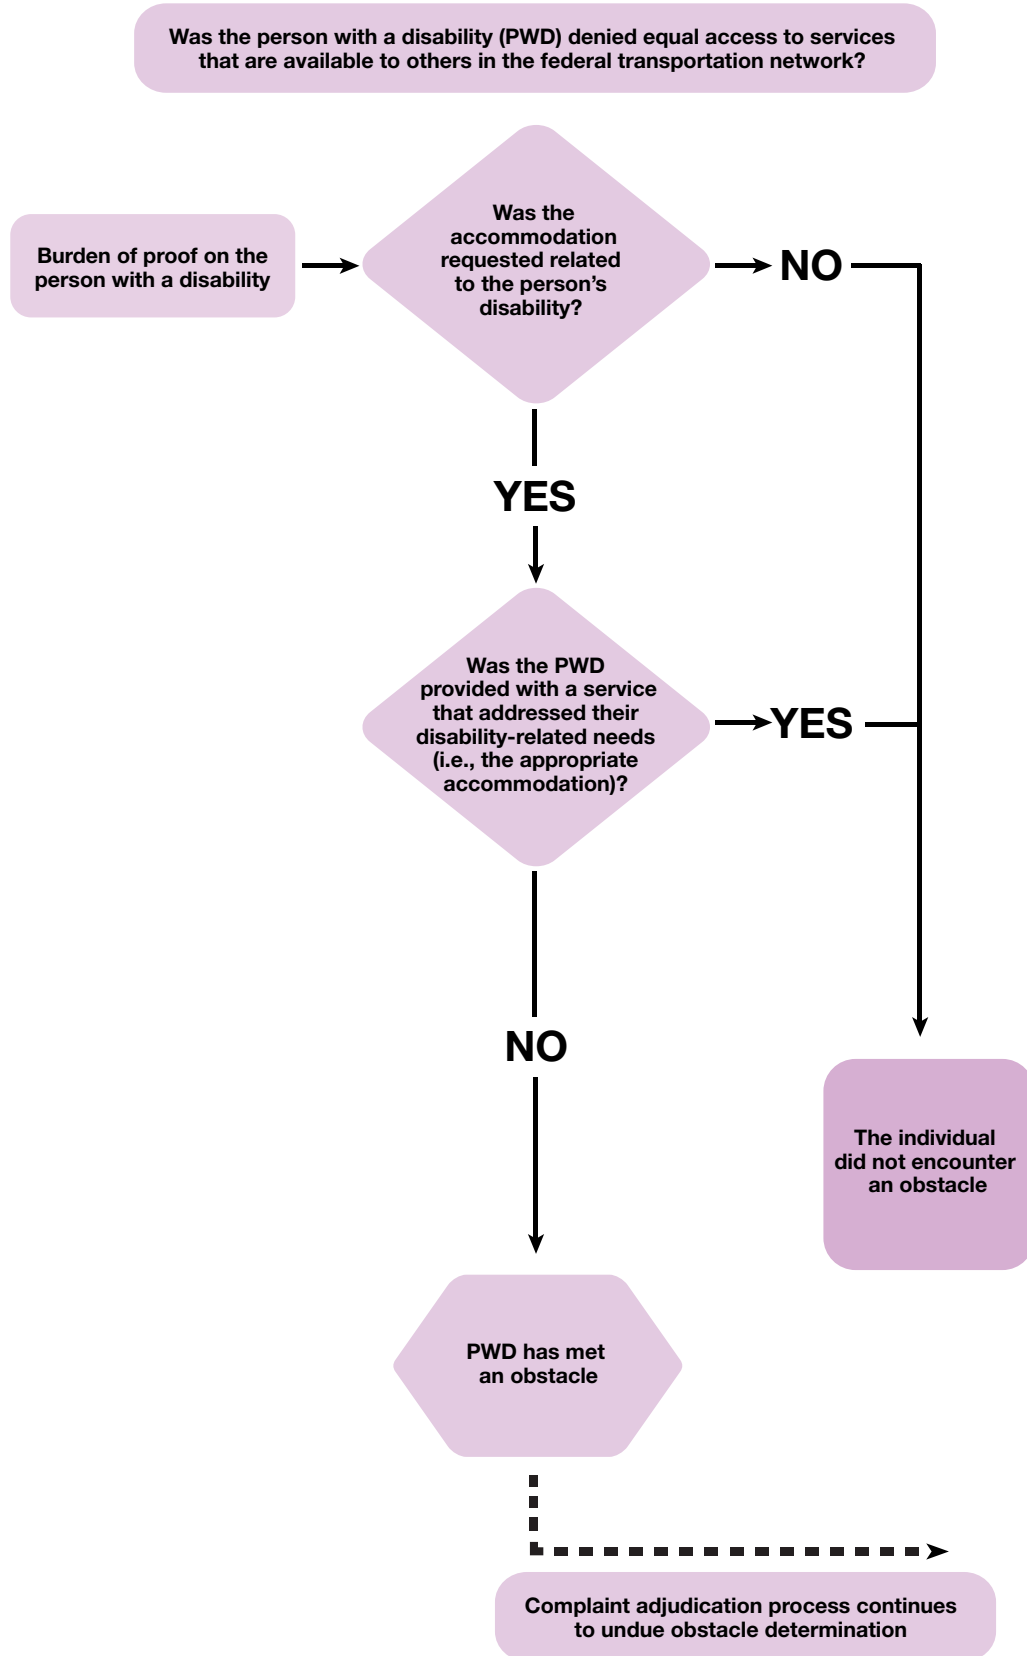 Was the person with a disability (PWD) denied equal access to services
that are available to others in the federal transportation network?
Burden of proof on the
person with a disability
Was the
accommodation
requested related
to the person's
disability?
NO
YES
Was the PWD
provided with a service
that addressed their
disability-related needs
(i.e., the appropriate
accommodation)?
YES
NO
The individual
did not encounter
an obstacle
PWD has met
an obstacle
Complaint adjudication process continues
to undue obstacle determination